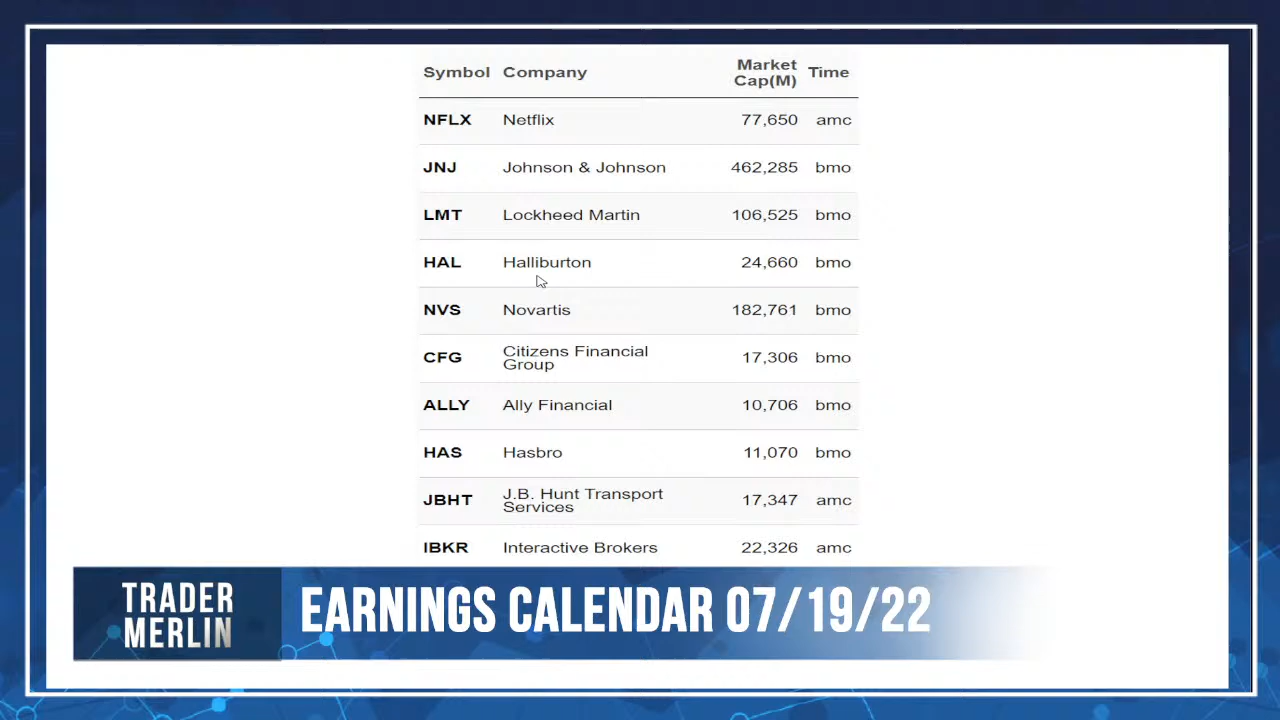 Symbol Company Market Cap(M) Time
NFLX Netflix 77,650 amc
JNJ Johnson & Johnson 462,285 bmo
LMT Lockheed Martin 106,525 bmo
HAL Halliburton 24,660 bmo
NVS Novartis 182,761 bmo
CFG Citizens Financial Group 17,306 bmo
ALLY Ally Financial 10,706 bmo
HAS Hasbro 11,070 bmo
JBHT J.B. Hunt Transport Services 17,347 amc
IBKR Interactive Brokers 22,326 amc
TRADER
MERLIN
EARNINGS CALENDAR 07/19/22